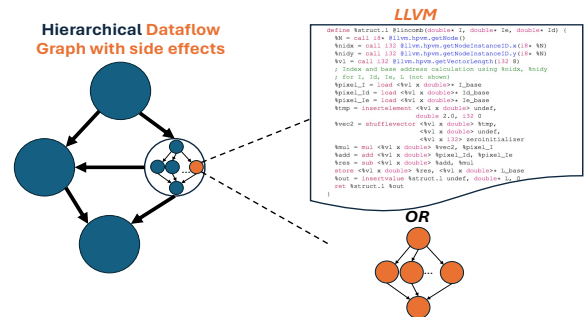 Hierarchical Dataflow
Graph with side effects
LLVM
define %struct.l @lincomb(double* I, double* Ie, double* Id) {
%N = call i8* @llvm.hpvm.getNode()
%nidx = call i32 @llvm.hpvm.getNodeInstanceID.x(i8* %N)
%nidy = call i32 @llvm.hpvm.getNodeInstanceID.y(i8* %N)
%vl = call i32 @llvm.getVectorLength(i32 8)
; Index and base address calculation using %nidx, %nidy
; for I, Id, Ie, L (not shown)
%pixel_I = load <%vl x double>* I_base
%pixel_Id = load <%vl x double>* Id_base
%pixel_Ie = load <%vl x double>* Ie_base
%tmp = insertelement <%vl x double> undef,
double 2.0, i32 0
%vec2 = shufflevector <%vl x double> %tmp,
<%vl x double> undef,
<%vl x i32> zeroinitialiser
%mul = mul <%vl x double> %vec2, %pixel_I
%add = add <%vl x double> %pixel_Id, %pixel_Ie
%res = sub <%vl x double> %add, %mul
store <%vl x double> %res, <%vl x double>* L_base
%out = insertvalue %struct.l undef, double* L, 0
ret %struct.l %out
}
...
OR
...